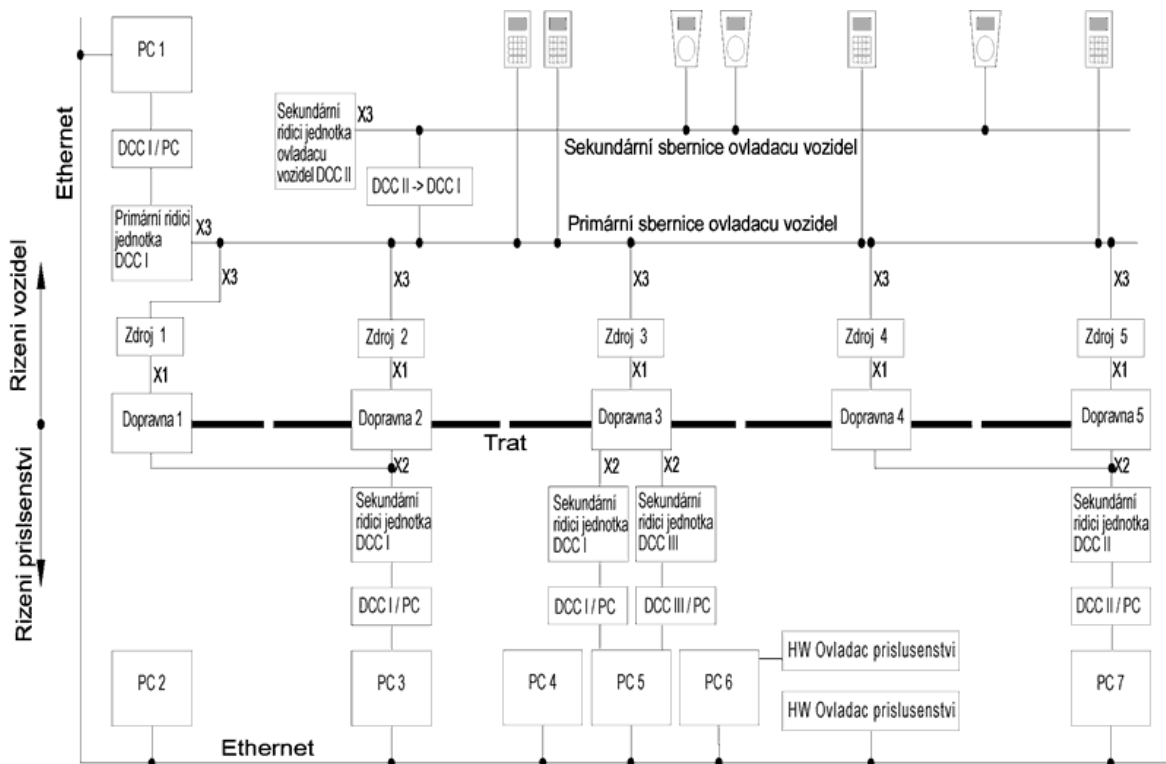 PC 1
Ethernet
DCC I / PC
Sekundární
ridici jednotka
ovladacu
vozidel DCC II
X3
Sekundární sbernice ovladacu vozidel
DCC II -> DCC I
Primární ridici
jednotka
DCC I
X3
Primární sbernice ovladacu vozidel
X3
X3
X3
X3
X3
Rizeni vozidel
Zdroj 1
Zdroj 2
Zdroj 3
Zdroj 4
Zdroj 5
X1
X1
X1
X1
X1
Dopravna 1
Dopravna 2
Dopravna 3
Dopravna 4
Dopravna 5
Trat
Rizeni prislsenstvi
X2
X2
X2
X2
Sekundární
ridici jednotka
DCC I
Sekundární
ridici jednotka
DCC I
Sekundární
ridici jednotka
DCC III
Sekundární
ridici jednotka
DCC II
DCC I / PC
DCC I / PC
DCC III / PC
DCC II / PC
PC 2
PC 3
PC 4
PC 5
PC 6
HW Ovladac prislusenstvi
HW Ovladac prislusenstvi
PC 7
Ethernet